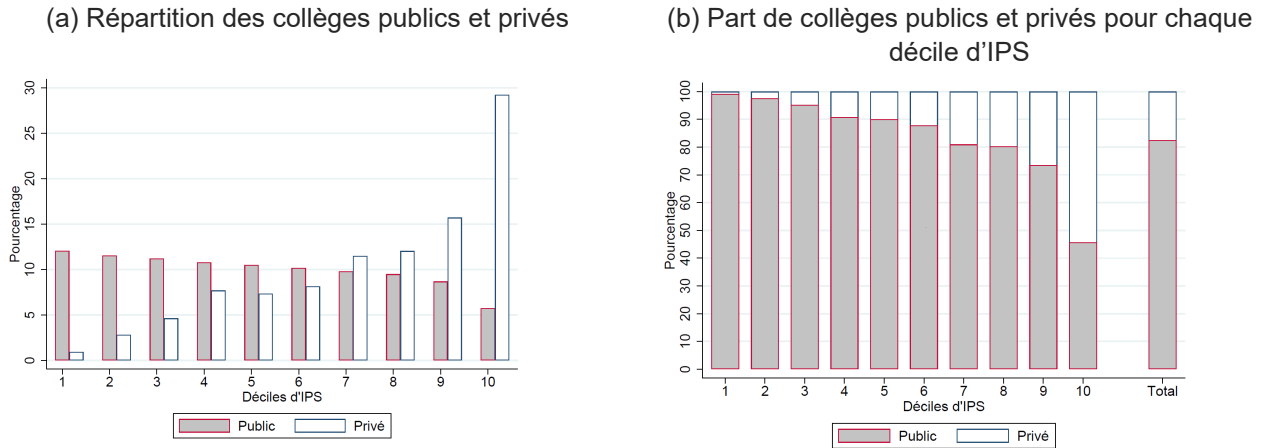 (a) Répartition des collèges publics et privés
Pourcentage
30
25
20
15
10
5
0
1 2 3 4 5 6 7 8 9 10
Déciles d'IPS
Public Privé
(b) Part de collèges publics et privés pour chaque
décile d’IPS
Pourcentage
100
90
80
70
60
50
40
30
20
10
0
1 2 3 4 5 6 7 8 9 10 Total
Déciles d'IPS
Public Privé